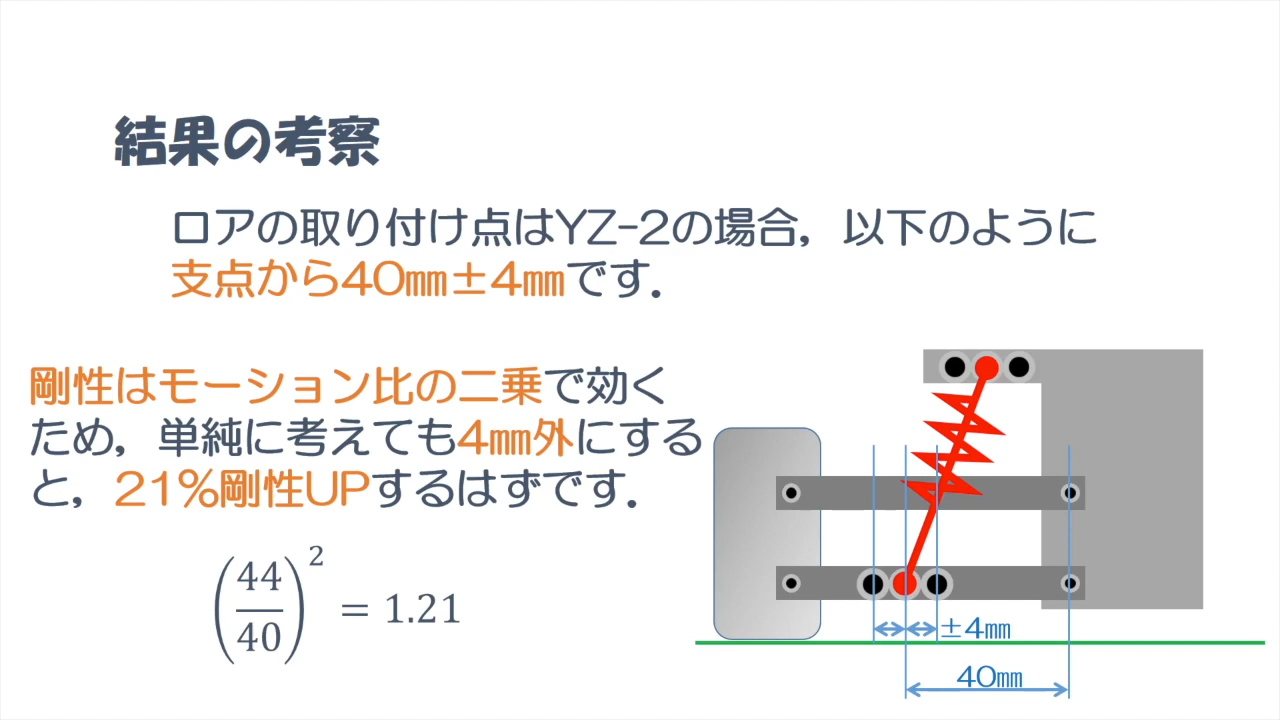 結果の考察
ロアの取り付け点はYZ-2の場合，以下のように
支点から40㎜±4㎜です．
剛性はモーション比の二乗で効く
ため，単純に考えても4㎜外にする
と，21％剛性UPするはずです．
(44/40)² = 1.21
±4㎜
40㎜